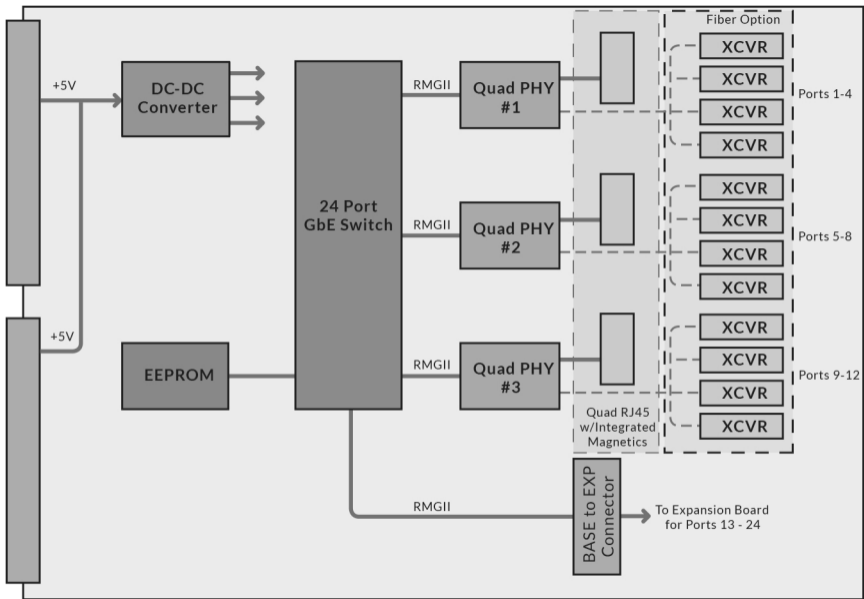 Fiber Option
XCVR
XCVR
XCVR
XCVR
Ports 1-4
+5V
DC-DC
Converter
RMGII
Quad PHY
#1
24 Port
GbE Switch
RMGII
Quad PHY
#2
XCVR
XCVR
XCVR
XCVR
Ports 5-8
+5V
EEPROM
RMGII
Quad PHY
#3
XCVR
XCVR
XCVR
XCVR
Ports 9-12
Quad RJ45
w/Integrated
Magnetics
RMGII
BASE to EXP
Connector
To Expansion Board
for Ports 13 - 24